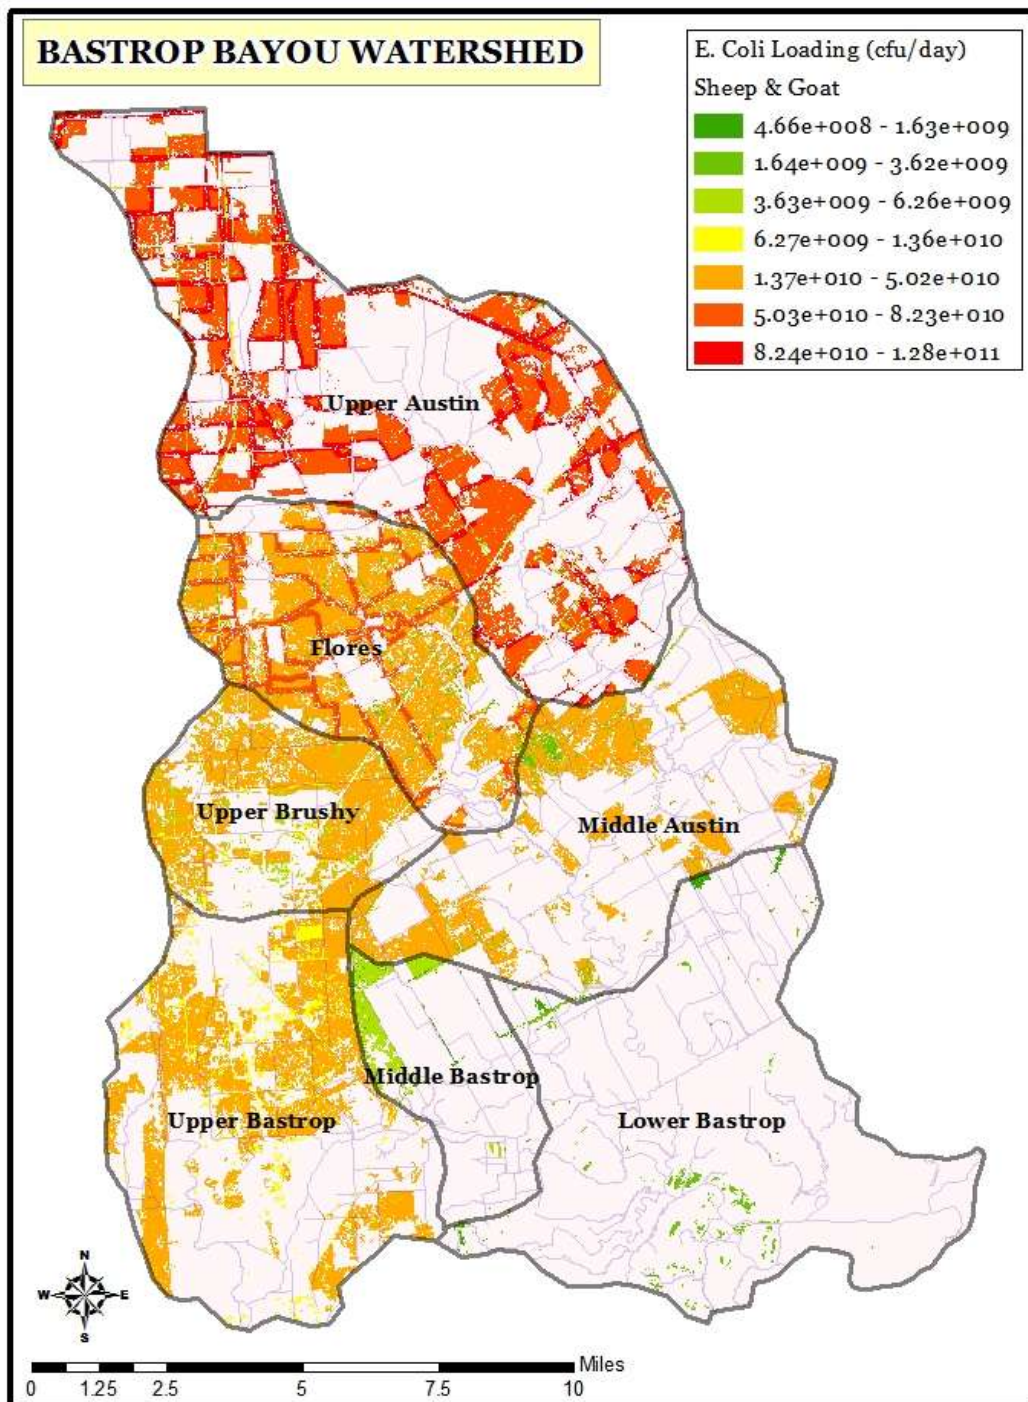 BASTROP BAYOU WATERSHED
E. Coli Loading (cfu/day)
Sheep & Goat
4.66e+008 - 1.63e+009
1.64e+009 - 3.62e+009
3.63e+009 - 6.26e+009
6.27e+009 - 1.36e+010
1.37e+010 - 5.02e+010
5.03e+010 - 8.23e+010
8.24e+010 - 1.28e+011
Upper Austin
Flores
Upper Brushy
Middle Austin
Middle Bastrop
Upper Bastrop
Lower Bastrop
N
W E
S
Miles
0 1.25 2.5 5 7.5 10